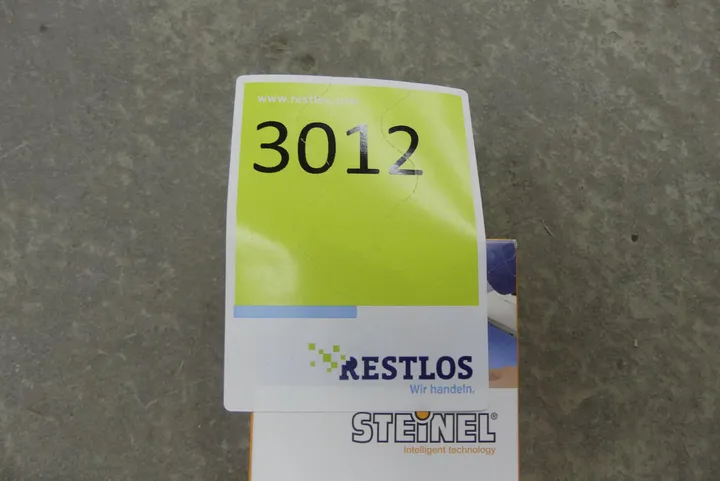 3012
RESTLOS
Wir handeln.
STEINEL®
Intelligent technology